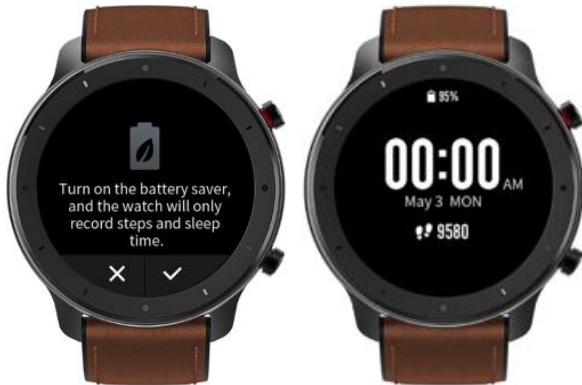 Turn on the battery saver,
and the watch will only
record steps and sleep
time.
95%
00:00 AM
May 3 MON
9580